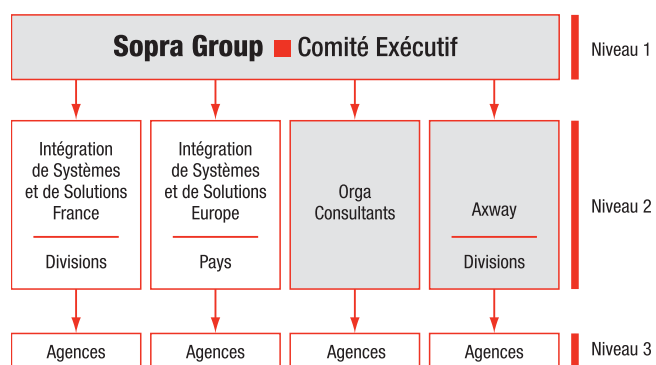 Sopra Group ■ Comité Exécutif
Niveau 1
Intégration
de Systèmes
et de Solutions
France
Divisions
Intégration
de Systèmes
et de Solutions
Europe
Pays
Orga
Consultants
Axway
Divisions
Niveau 2
Agences
Agences
Agences
Agences
Niveau 3